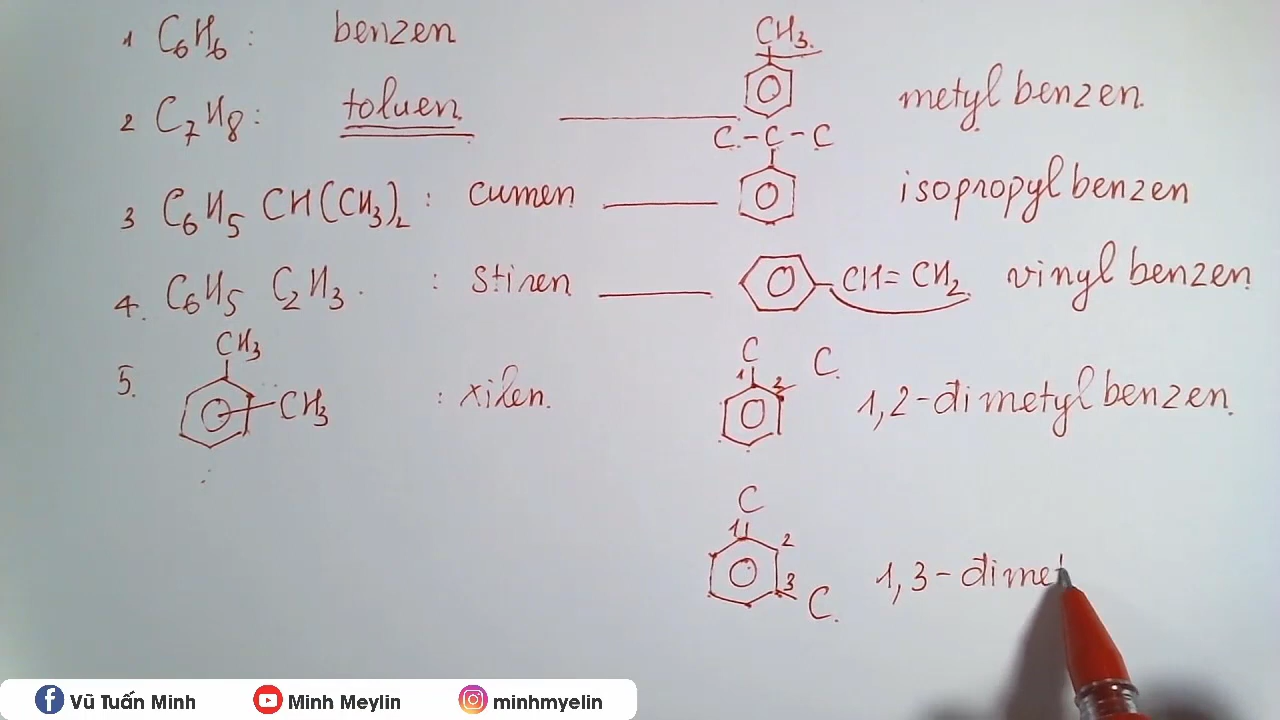 1 C6H6 : benzen
CH3.
2 C7H8 : toluen. metyl benzen.
C - C - C
3 C6H5 CH(CH3)2 : cumen isopropyl benzen
4. C6H5 C2H3. : stiren CH=CH2 vinyl benzen
CH3
5. CH3 : xilen.
C C.
1 2
1,2-đimetyl benzen.
C
1 2
3 C.
1,3-đimet
Vũ Tuấn Minh Minh Meylin minhmyelin